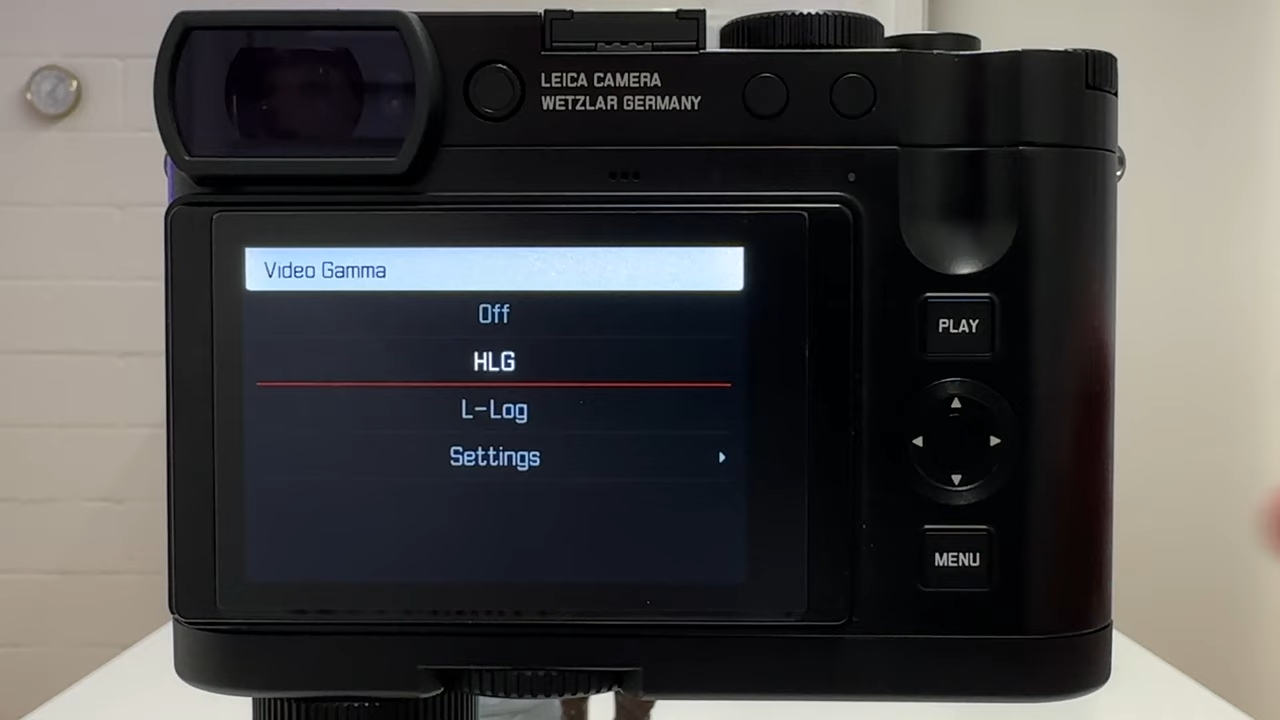 LEICA CAMERA
WETZLAR GERMANY
Video Gamma
Off
HLG
L-Log
Settings
PLAY
MENU